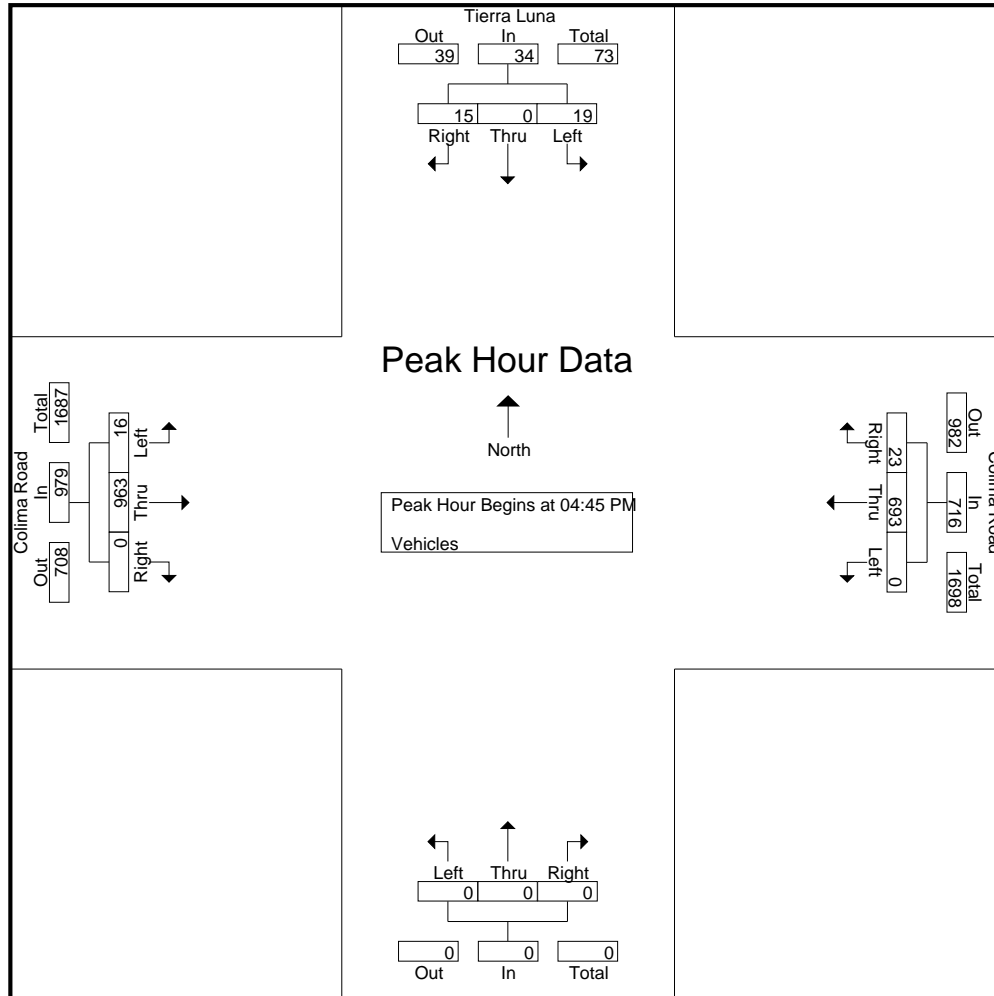 Tierra Luna
Out In Total
39 34 73
15 0 19
Right Thru Left
Peak Hour Data
North
Peak Hour Begins at 04:45 PM
Vehicles
Colima Road
Out In Total
708 979 1687
Right Thru Left
0 963 16
Colima Road
Out In Total
982 716 1698
Right Thru Left
23 693 0
Left Thru Right
0 0 0
0 0 0
Out In Total